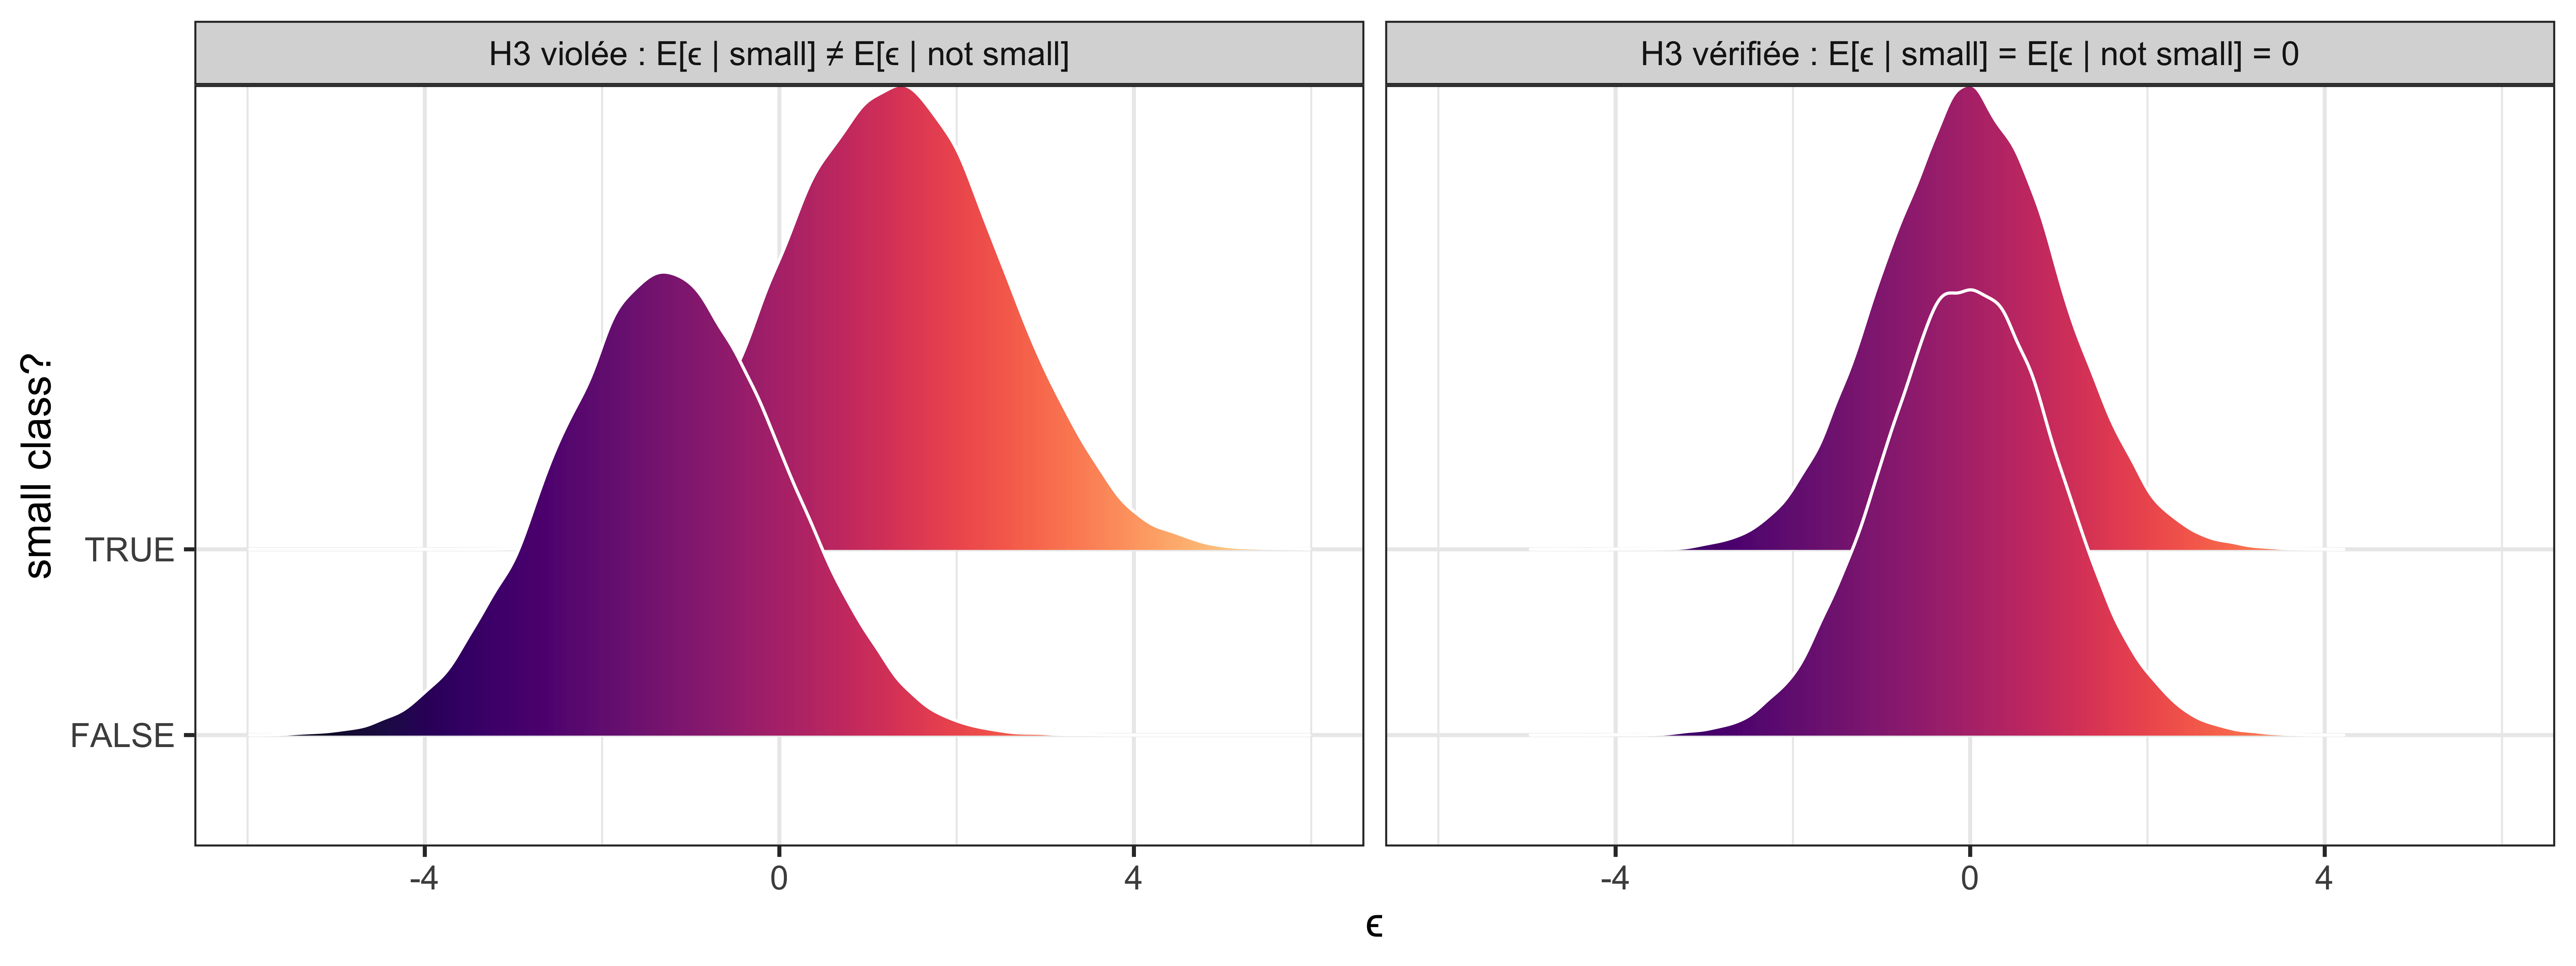 H3 violée : E[ϵ | small] ≠ E[ϵ | not small]
H3 vérifiée : E[ϵ | small] = E[ϵ | not small] = 0
small class?
TRUE
FALSE
-4 0 4
-4 0 4
ϵ